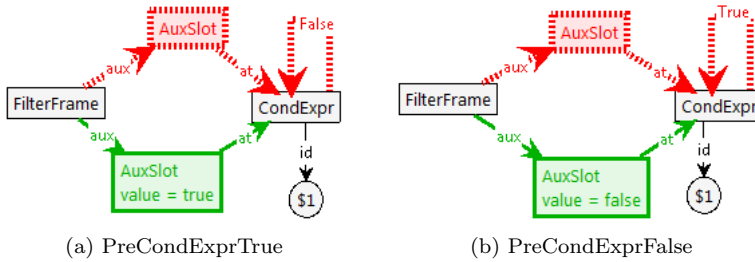 AuxSlot
False
aux
at
FilterFrame
CondExpr
aux
at
id
AuxSlot
value = true
$1
(a) PreCondExprTrue
AuxSlot
True
aux
at
FilterFrame
CondExpr
aux
at
id
AuxSlot
value = false
$1
(b) PreCondExprFalse